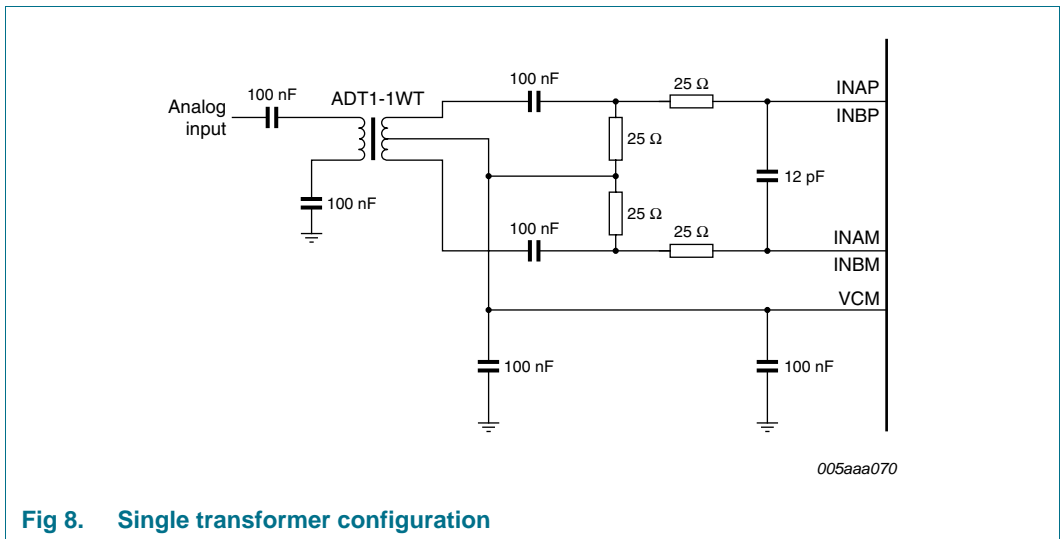 100 nF
ADT1-1WT
Analog
input
100 nF
100 nF
25 Ω
INAP
INBP
25 Ω
12 pF
25 Ω
100 nF
25 Ω
INAM
INBM
VCM
100 nF
100 nF
005aaa070
Fig 8. Single transformer configuration